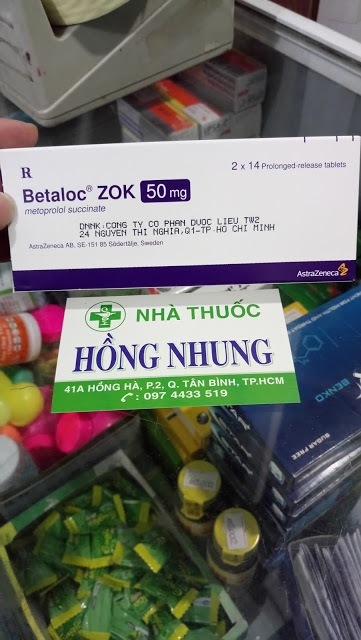 R
Betaloc® ZOK 50 mg
metoprolol succinate
2 x 14 Prolonged-release tablets
DNNK:CONG TY CO PHAN DUOC LIEU TW2
24 NGUYEN THI NGHIA,Q1-TP.HO CHI MINH
AstraZeneca AB, SE-151 85 Södertälje, Sweden
AstraZeneca
NHÀ THUỐC
HỒNG NHUNG
41A HỒNG HÀ, P.2, Q. TÂN BÌNH, TP.HCM
: 097 4433 519
BENKO
SUGAR FREE